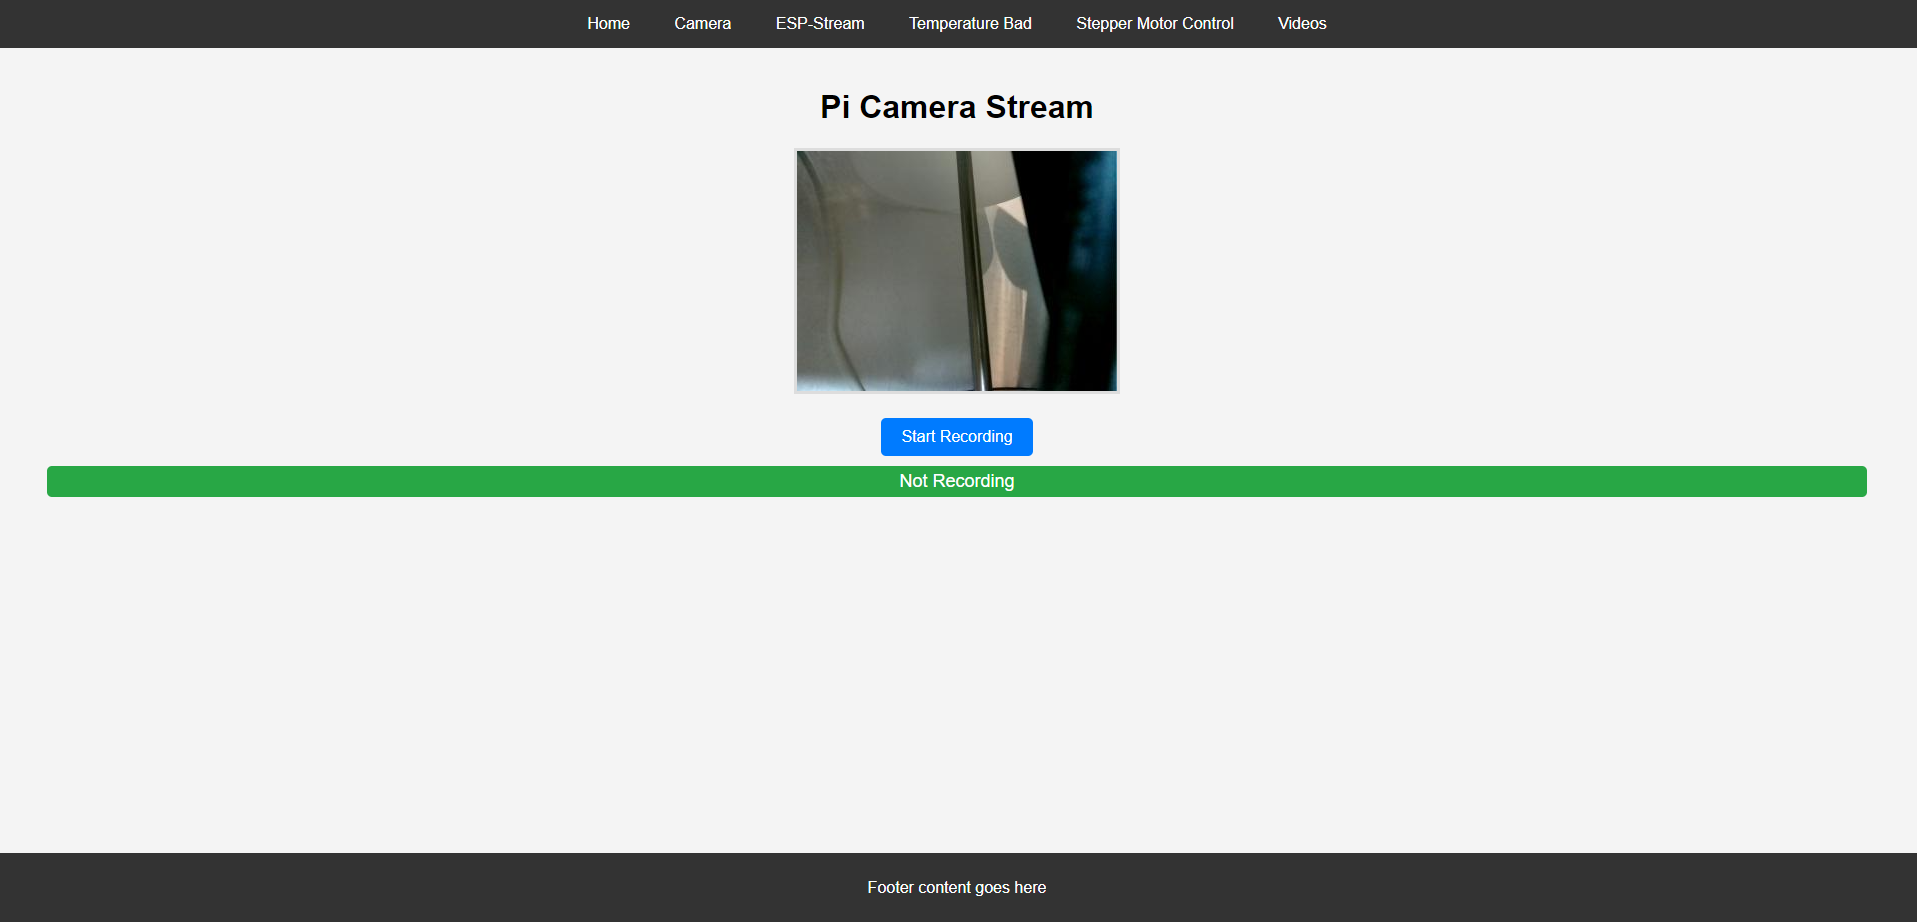 Home Camera ESP-Stream Temperature Bad Stepper Motor Control Videos
Pi Camera Stream
Start Recording
Not Recording
Footer content goes here